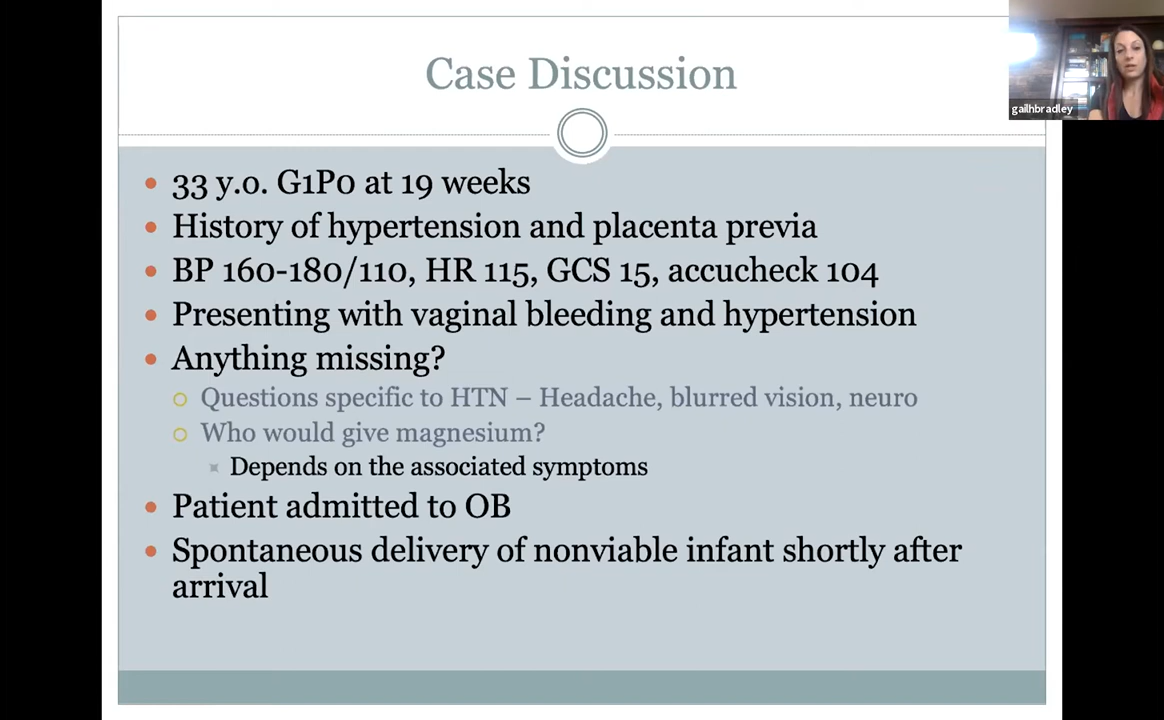 Case Discussion
gailhbradley
33 y.o. G1P0 at 19 weeks
History of hypertension and placenta previa
BP 160-180/110, HR 115, GCS 15, accucheck 104
Presenting with vaginal bleeding and hypertension
Anything missing?
Questions specific to HTN – Headache, blurred vision, neuro
Who would give magnesium?
Depends on the associated symptoms
Patient admitted to OB
Spontaneous delivery of nonviable infant shortly after
arrival